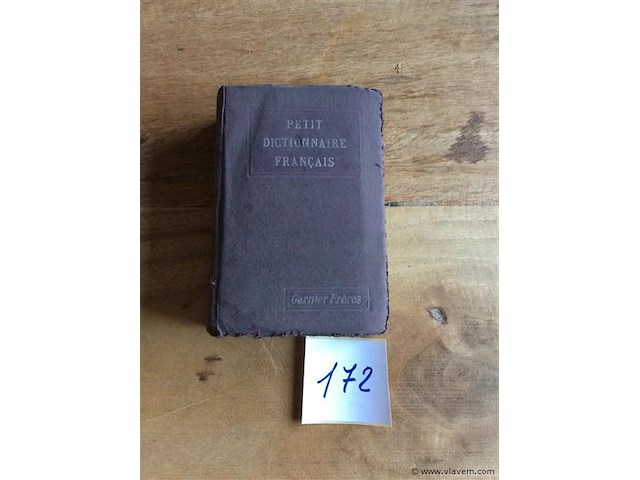 PETIT
DICTIONNAIRE
FRANÇAIS
Garnier Frères
172
© www.vlavem.com